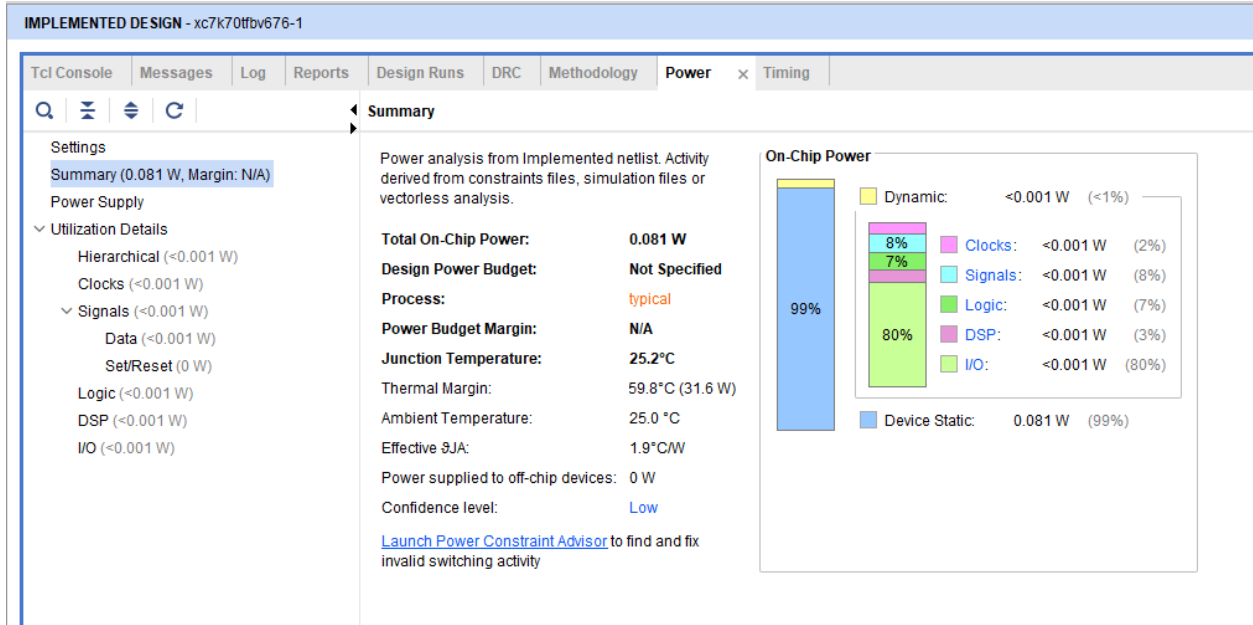 IMPLEMENTED DESIGN - xc7k70tfbv676-1
Tcl Console Messages Log Reports Design Runs DRC Methodology Power × Timing
Summary
Settings
Summary (0.081 W, Margin: N/A)
Power Supply
Utilization Details
Hierarchical (<0.001 W)
Clocks (<0.001 W)
Signals (<0.001 W)
Data (<0.001 W)
Set/Reset (0 W)
Logic (<0.001 W)
DSP (<0.001 W)
I/O (<0.001 W)
Power analysis from Implemented netlist. Activity
derived from constraints files, simulation files or
vectorless analysis.
Total On-Chip Power: 0.081 W
Design Power Budget: Not Specified
Process: typical
Power Budget Margin: N/A
Junction Temperature: 25.2°C
Thermal Margin: 59.8°C (31.6 W)
Ambient Temperature: 25.0 °C
Effective ϑJA: 1.9°C/W
Power supplied to off-chip devices: 0 W
Confidence level: Low
Launch Power Constraint Advisor to find and fix
invalid switching activity
On-Chip Power
99%
Dynamic: <0.001 W (<1%)
8%
7%
80%
Clocks: <0.001 W (2%)
Signals: <0.001 W (8%)
Logic: <0.001 W (7%)
DSP: <0.001 W (3%)
I/O: <0.001 W (80%)
Device Static: 0.081 W (99%)